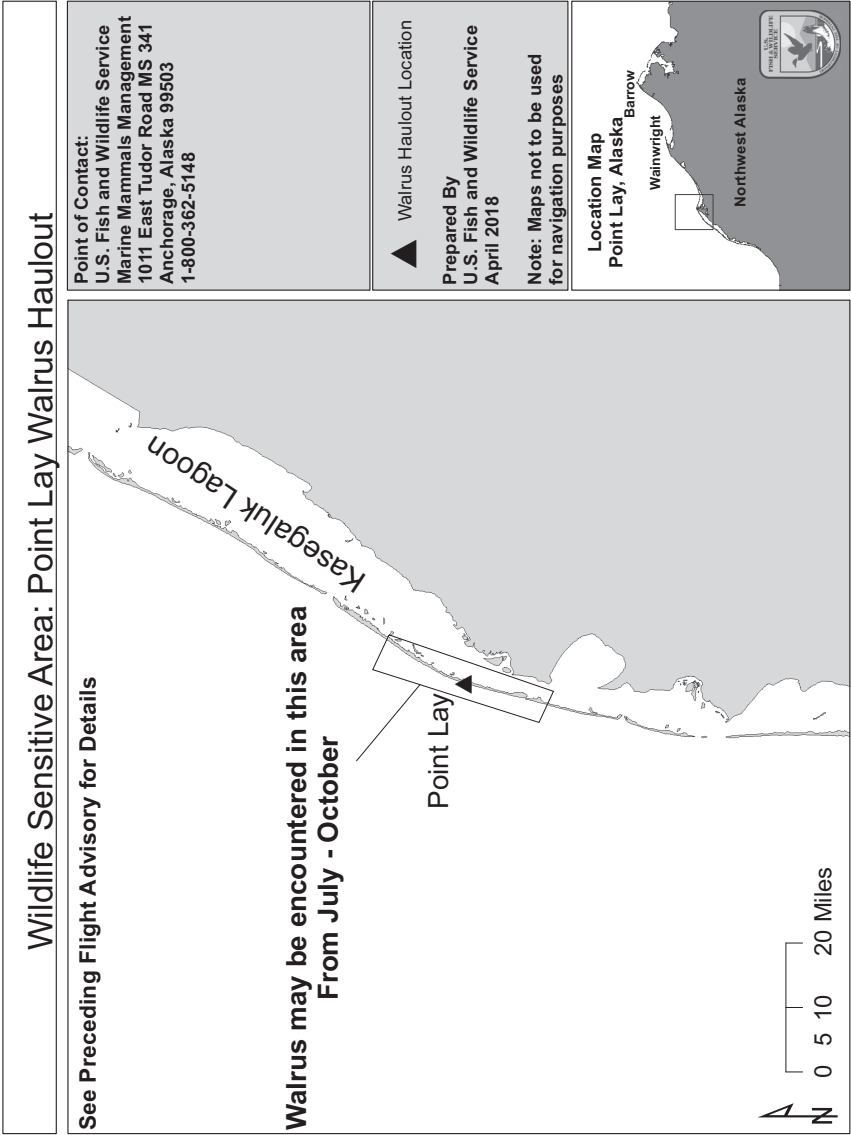 Wildlife Sensitive Area: Point Lay Walrus Haulout
See Preceding Flight Advisory for Details
Walrus may be encountered in this area
From July - October
Kasegaluk Lagoon
Point Lay
0 5 10 20 Miles
N
Point of Contact:
U.S. Fish and Wildlife Service
Marine Mammals Management
1011 East Tudor Road MS 341
Anchorage, Alaska 99503
1-800-362-5148
Walrus Haulout Location
Prepared By
U.S. Fish and Wildlife Service
April 2018
Note: Maps not to be used
for navigation purposes
Location Map
Point Lay, Alaska
Barrow
Wainwright
Northwest Alaska
U.S.
FISH & WILDLIFE
SERVICE